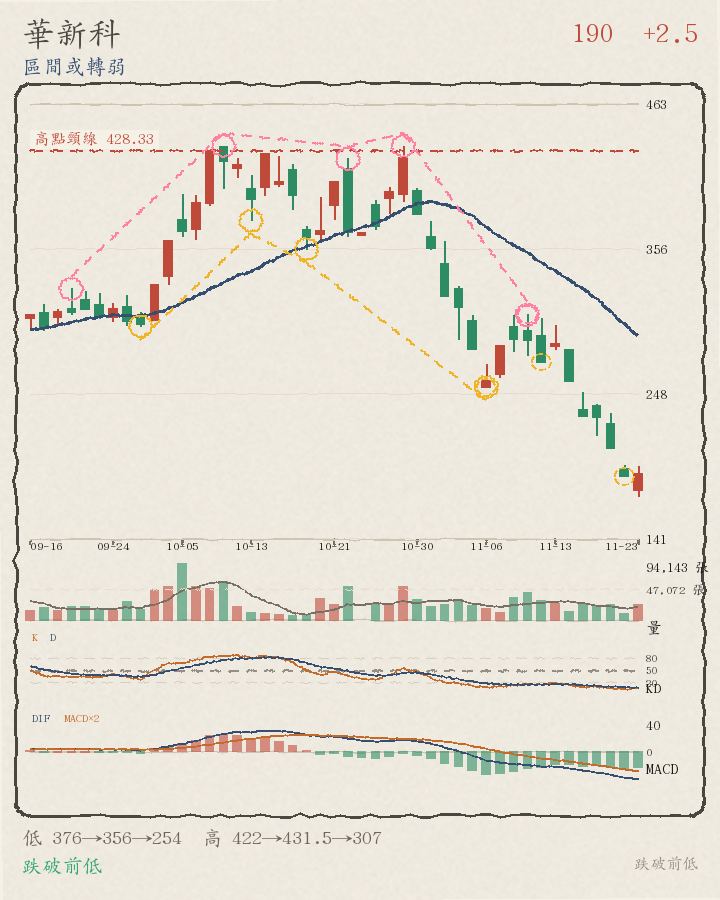 華新科
190 +2.5
區間或轉弱
463
高點頸線 428.33
356
248
141
09-16 09-24 10-05 10-13 10-21 10-30 11-06 11-13 11-23
94,143 張
47,072 張
量
K D
80
50
20
KD
DIF MACD×2
40
0
MACD
低 376→356→254 高 422→431.5→307
跌破前低
跌破前低